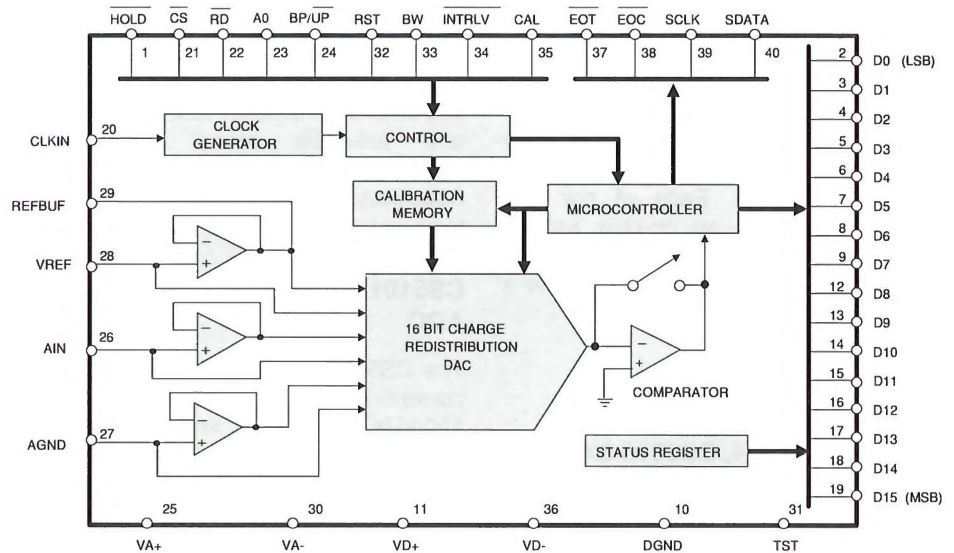 HOLD CS RD A0 BP/UP RST BW INTRLV CAL EOT EOC SCLK SDATA
1 21 22 23 24 32 33 34 35 37 38 39 40
2 D0 (LSB)
3 D1
4 D2
5 D3
6 D4
7 D5
8 D6
9 D7
12 D8
13 D9
14 D10
15 D11
16 D12
17 D13
18 D14
19 D15 (MSB)
CLKIN 20
CLOCK
GENERATOR
CONTROL
REFBUF 29
CALIBRATION
MEMORY
MICROCONTROLLER
VREF 28
- +
AIN 26
- +
16 BIT CHARGE
REDISTRIBUTION
DAC
- +
COMPARATOR
AGND 27
- +
STATUS REGISTER
25 30 11 36 10 31
VA+ VA- VD+ VD- DGND TST